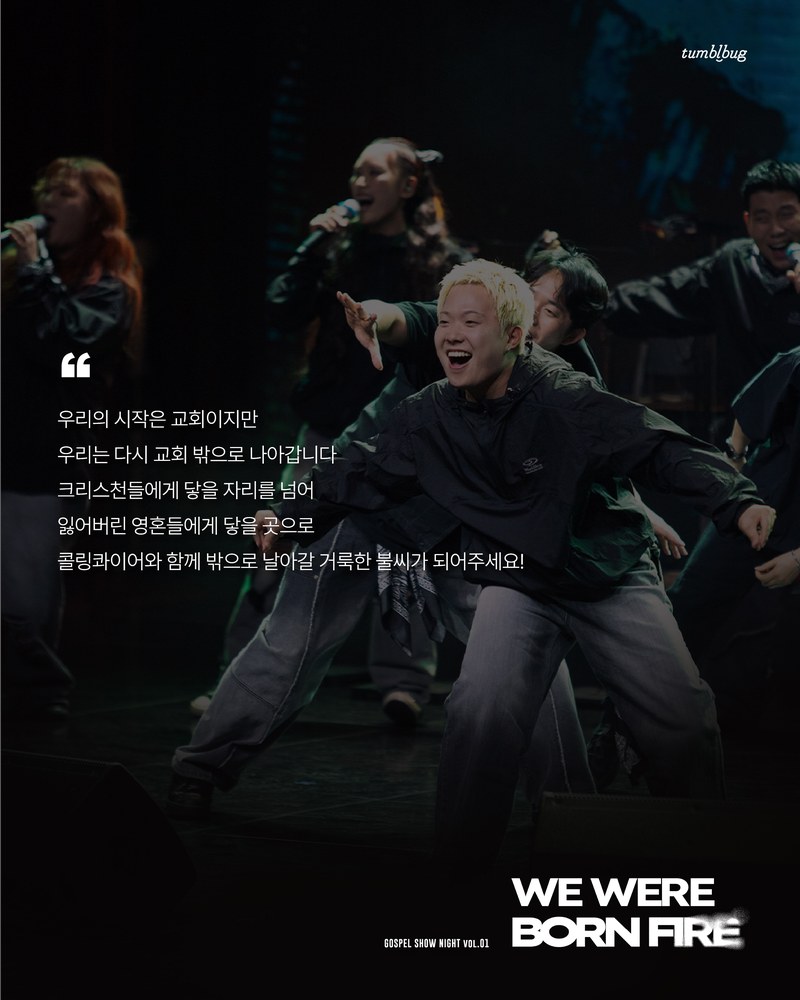 tumblbug
“
우리의 시작은 교회이지만
우리는 다시 교회 밖으로 나아갑니다
크리스천들에게 닿을 자리를 넘어
잃어버린 영혼들에게 닿을 곳으로
콜링콰이어와 함께 밖으로 날아갈 거룩한 불씨가 되어주세요!
GOSPEL SHOW NIGHT VOL.01
WE WERE
BORN FIRE